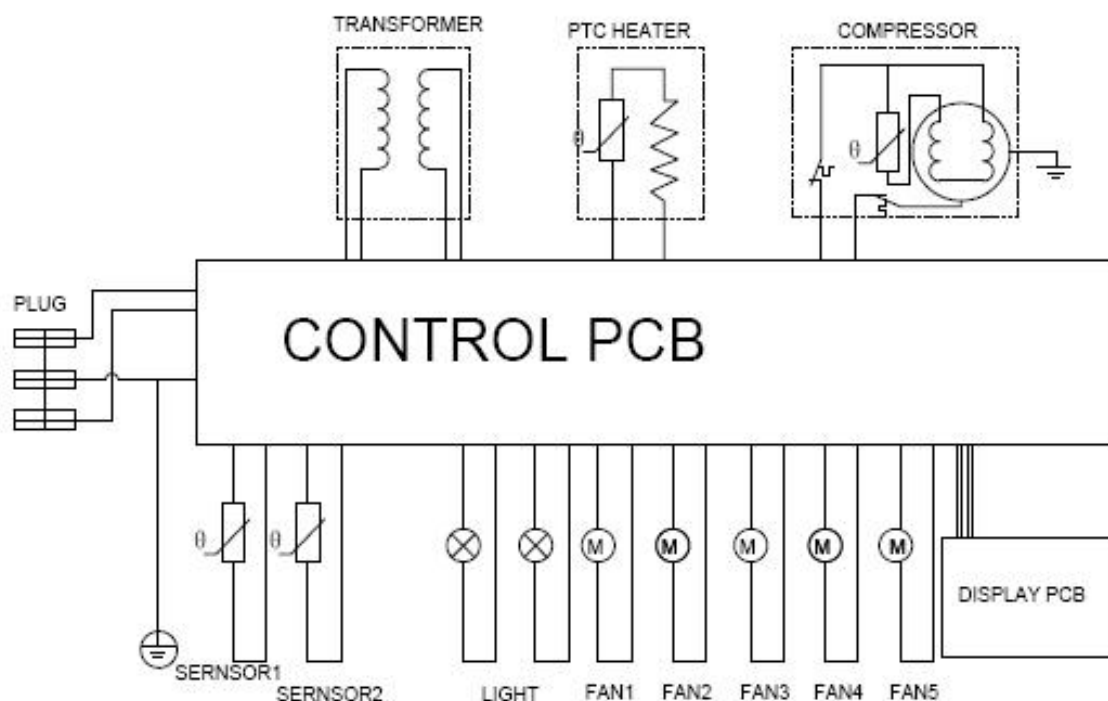 TRANSFORMER
PTC HEATER
COMPRESSOR
θ
θ
PLUG
CONTROL PCB
θ
θ
M
M
M
M
M
DISPLAY PCB
SERNSOR1
SERNSOR2
LIGHT
FAN1
FAN2
FAN3
FAN4
FAN5